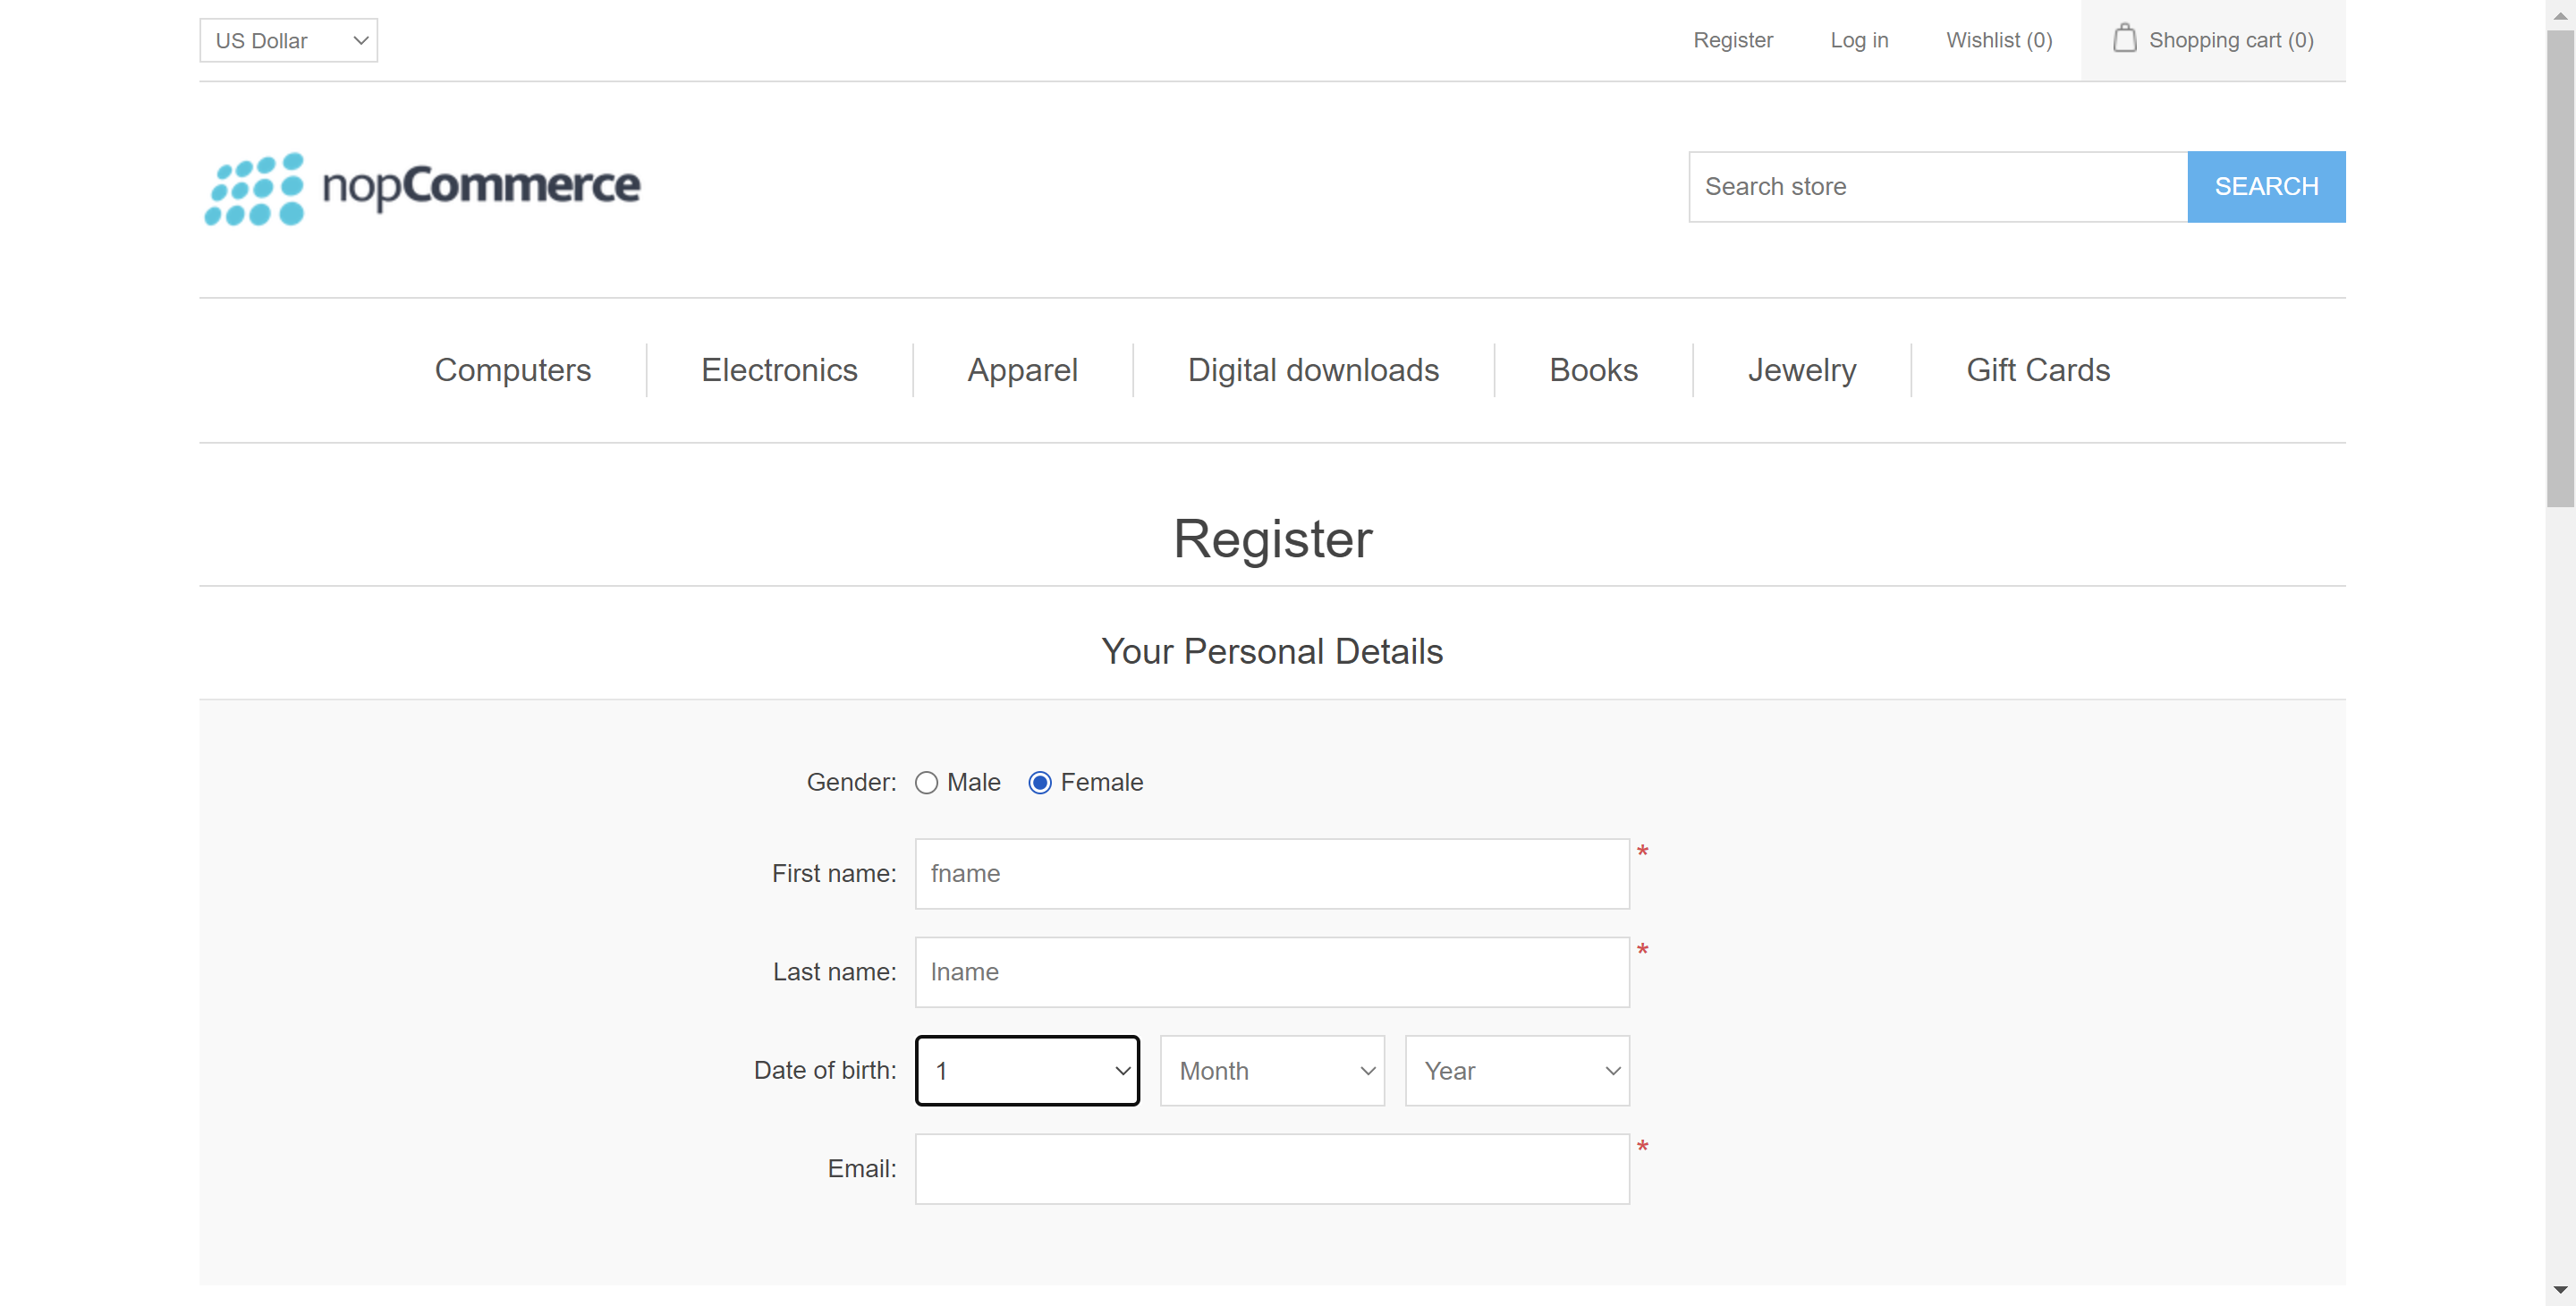 US Dollar Register Log in Wishlist (0) Shopping cart (0)
nopCommerce Search store SEARCH
Computers Electronics Apparel Digital downloads Books Jewelry Gift Cards
Register
Your Personal Details
Gender: Male Female
First name: fname *
Last name: lname *
Date of birth: 1 Month Year
Email: *